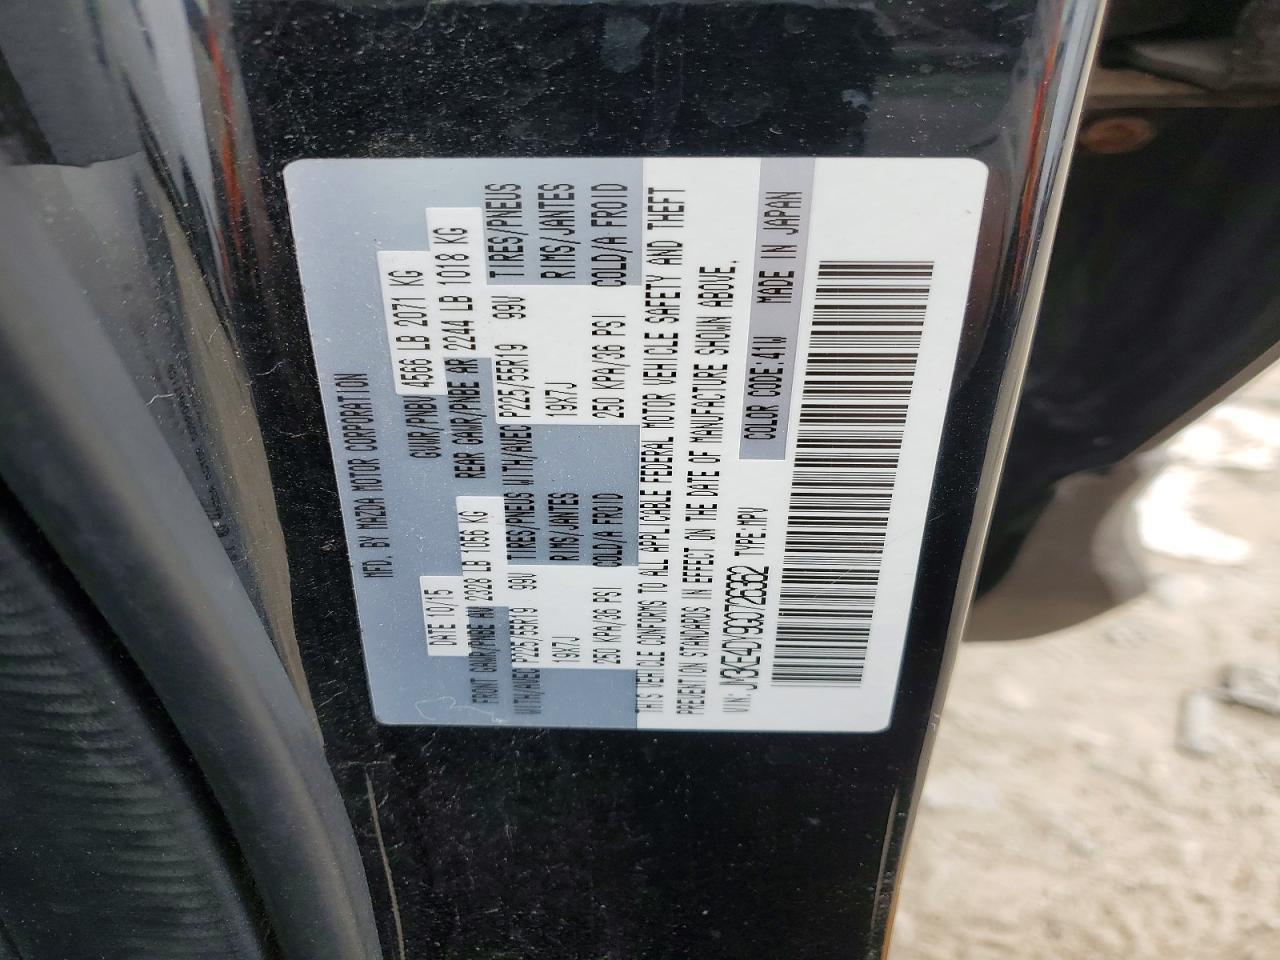 MFD. BY MAZDA MOTOR CORPORATION
DATE 10/15 GVWR/PNBV 4566 LB 2071 KG
FRONT GAWR/PNBE AV 2328 LB 1056 KG REAR GAWR/PNBE AR 2244 LB 1018 KG
WITH/AVEC P225/55R19 99V TIRES/PNEUS WITH/AVEC P225/55R19 99V TIRES/PNEUS
19X7J RIMS/JANTES 19X7J RIMS/JANTES
250 KPA/36 PSI COLD/A FROID 250 KPA/36 PSI COLD/A FROID
THIS VEHICLE CONFORMS TO ALL APPLICABLE FEDERAL MOTOR VEHICLE SAFETY AND THEFT
PREVENTION STANDARDS IN EFFECT ON THE DATE OF MANUFACTURE SHOWN ABOVE.
VIN: JM3KE4DY9G0726362 TYPE:MPV
COLOR CODE:41W MADE IN JAPAN